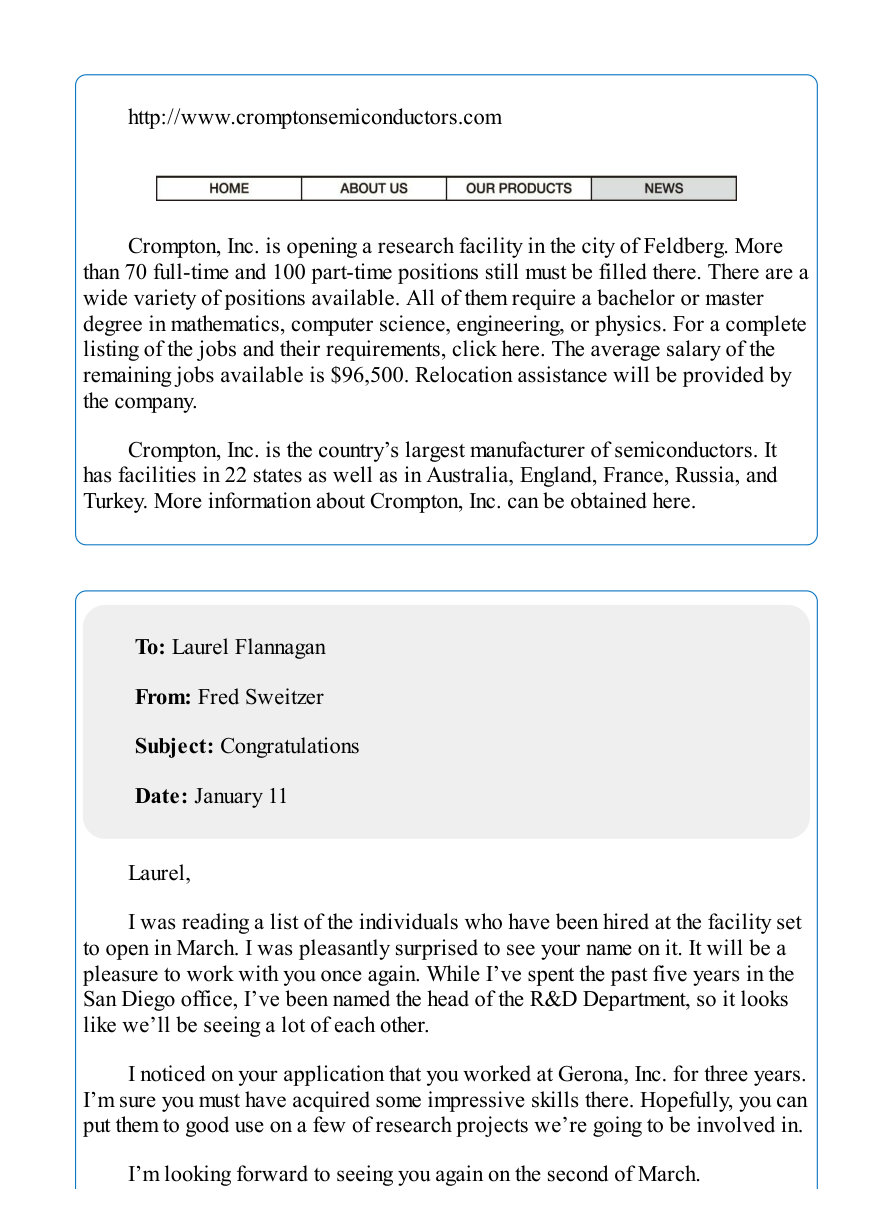 http://www.cromptonsemiconductors.com
HOME ABOUT US OUR PRODUCTS NEWS
Crompton, Inc. is opening a research facility in the city of Feldberg. More
than 70 full-time and 100 part-time positions still must be filled there. There are a
wide variety of positions available. All of them require a bachelor or master
degree in mathematics, computer science, engineering, or physics. For a complete
listing of the jobs and their requirements, click here. The average salary of the
remaining jobs available is $96,500. Relocation assistance will be provided by
the company.
Crompton, Inc. is the country’s largest manufacturer of semiconductors. It
has facilities in 22 states as well as in Australia, England, France, Russia, and
Turkey. More information about Crompton, Inc. can be obtained here.
To: Laurel Flannagan
From: Fred Sweitzer
Subject: Congratulations
Date: January 11
Laurel,
I was reading a list of the individuals who have been hired at the facility set
to open in March. I was pleasantly surprised to see your name on it. It will be a
pleasure to work with you once again. While I’ve spent the past five years in the
San Diego office, I’ve been named the head of the R&D Department, so it looks
like we’ll be seeing a lot of each other.
I noticed on your application that you worked at Gerona, Inc. for three years.
I’m sure you must have acquired some impressive skills there. Hopefully, you can
put them to good use on a few of research projects we’re going to be involved in.
I’m looking forward to seeing you again on the second of March.